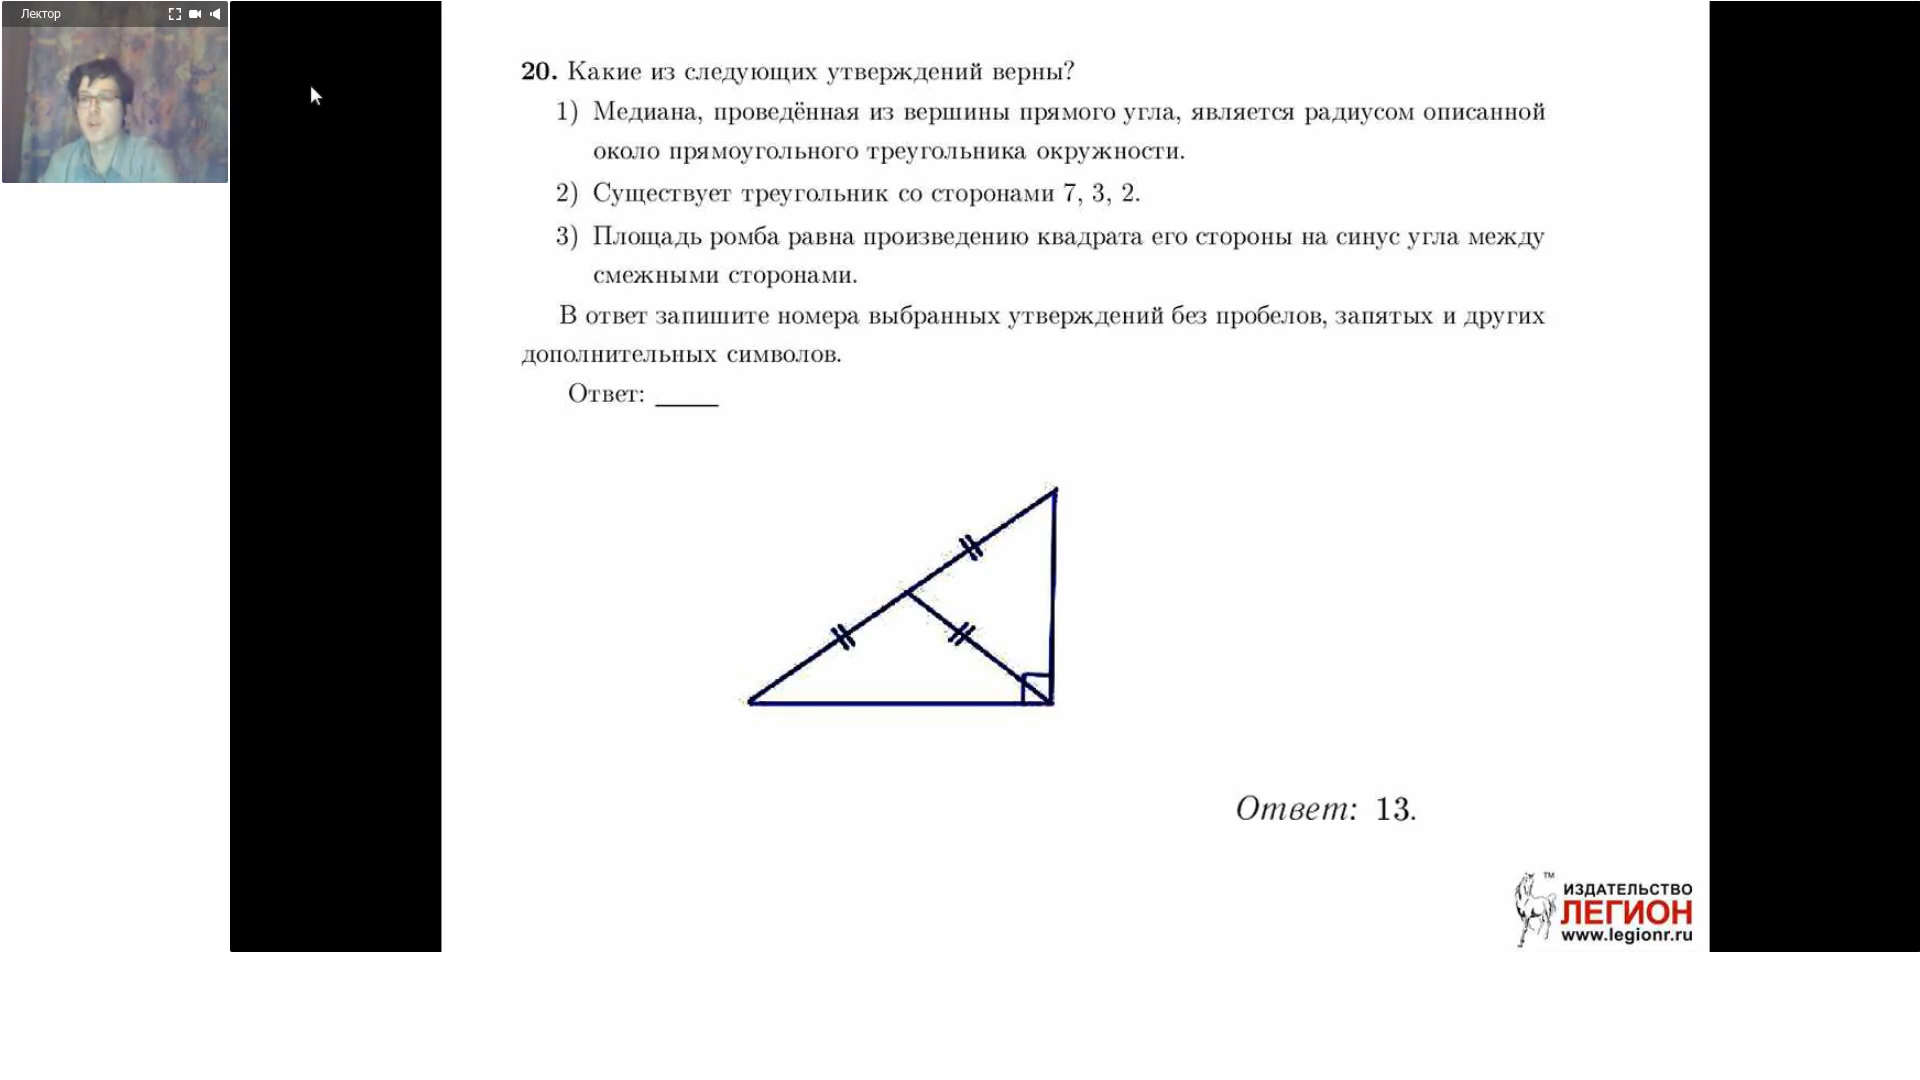 Лектор
20. Какие из следующих утверждений верны?
1) Медиана, проведённая из вершины прямого угла, является радиусом описанной
около прямоугольного треугольника окружности.
2) Существует треугольник со сторонами 7, 3, 2.
3) Площадь ромба равна произведению квадрата его стороны на синус угла между
смежными сторонами.
В ответ запишите номера выбранных утверждений без пробелов, запятых и других
дополнительных символов.
Ответ: _____
Ответ: 13.
TM
ИЗДАТЕЛЬСТВО
ЛЕГИОН
www.legionr.ru